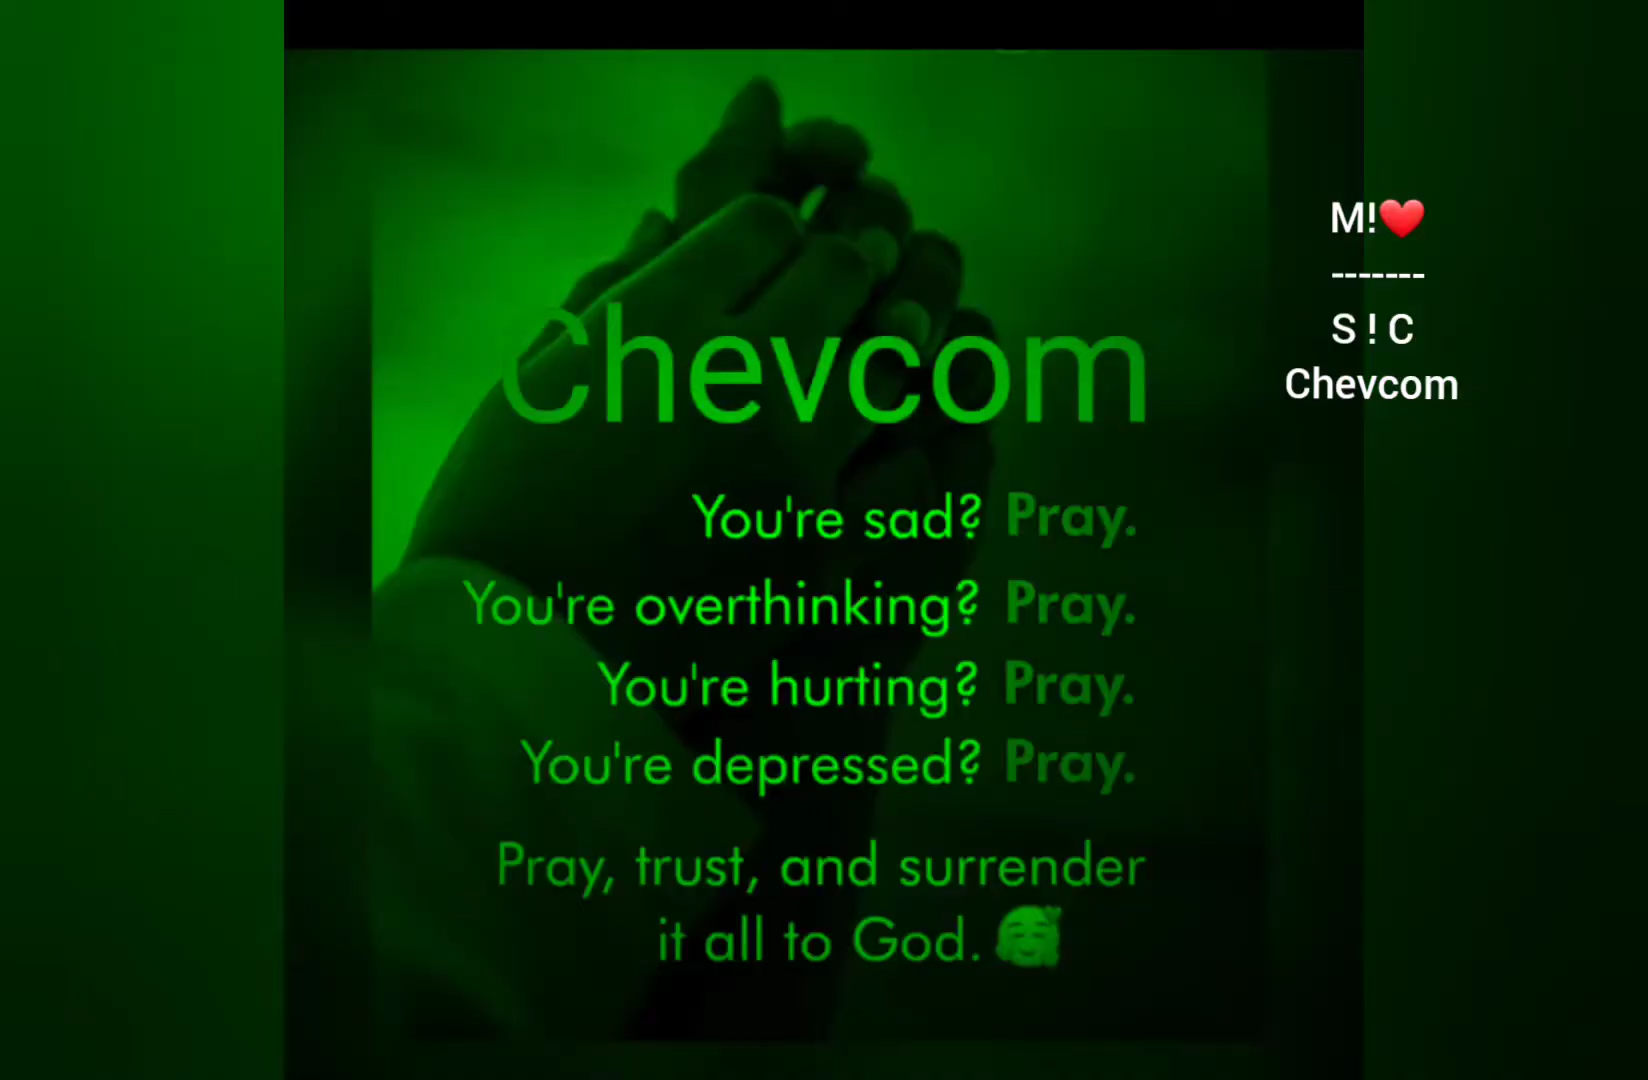 M!❤️
-------
S ! C
Chevcom
Chevcom
You're sad? Pray.
You're overthinking? Pray.
You're hurting? Pray.
You're depressed? Pray.
Pray, trust, and surrender
it all to God. 🥰